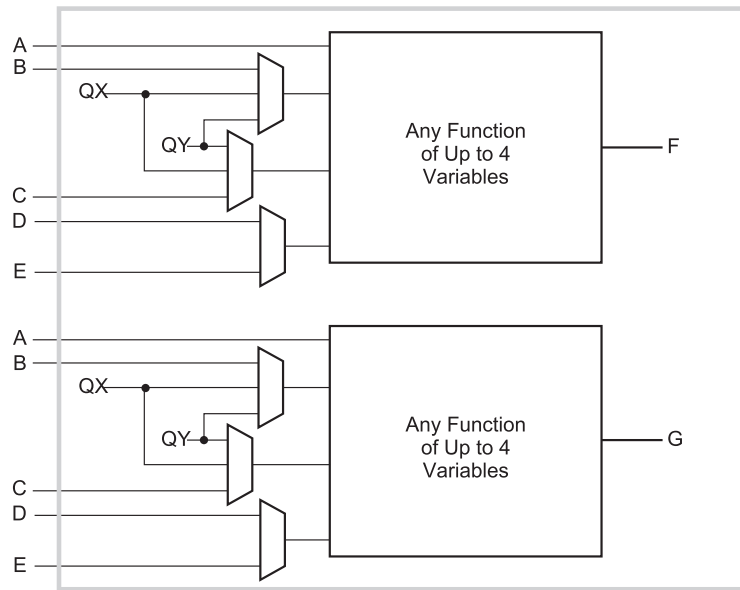 A
B
QX
QY
C
D
E
Any Function
of Up to 4
Variables
F
A
B
QX
QY
C
D
E
Any Function
of Up to 4
Variables
G